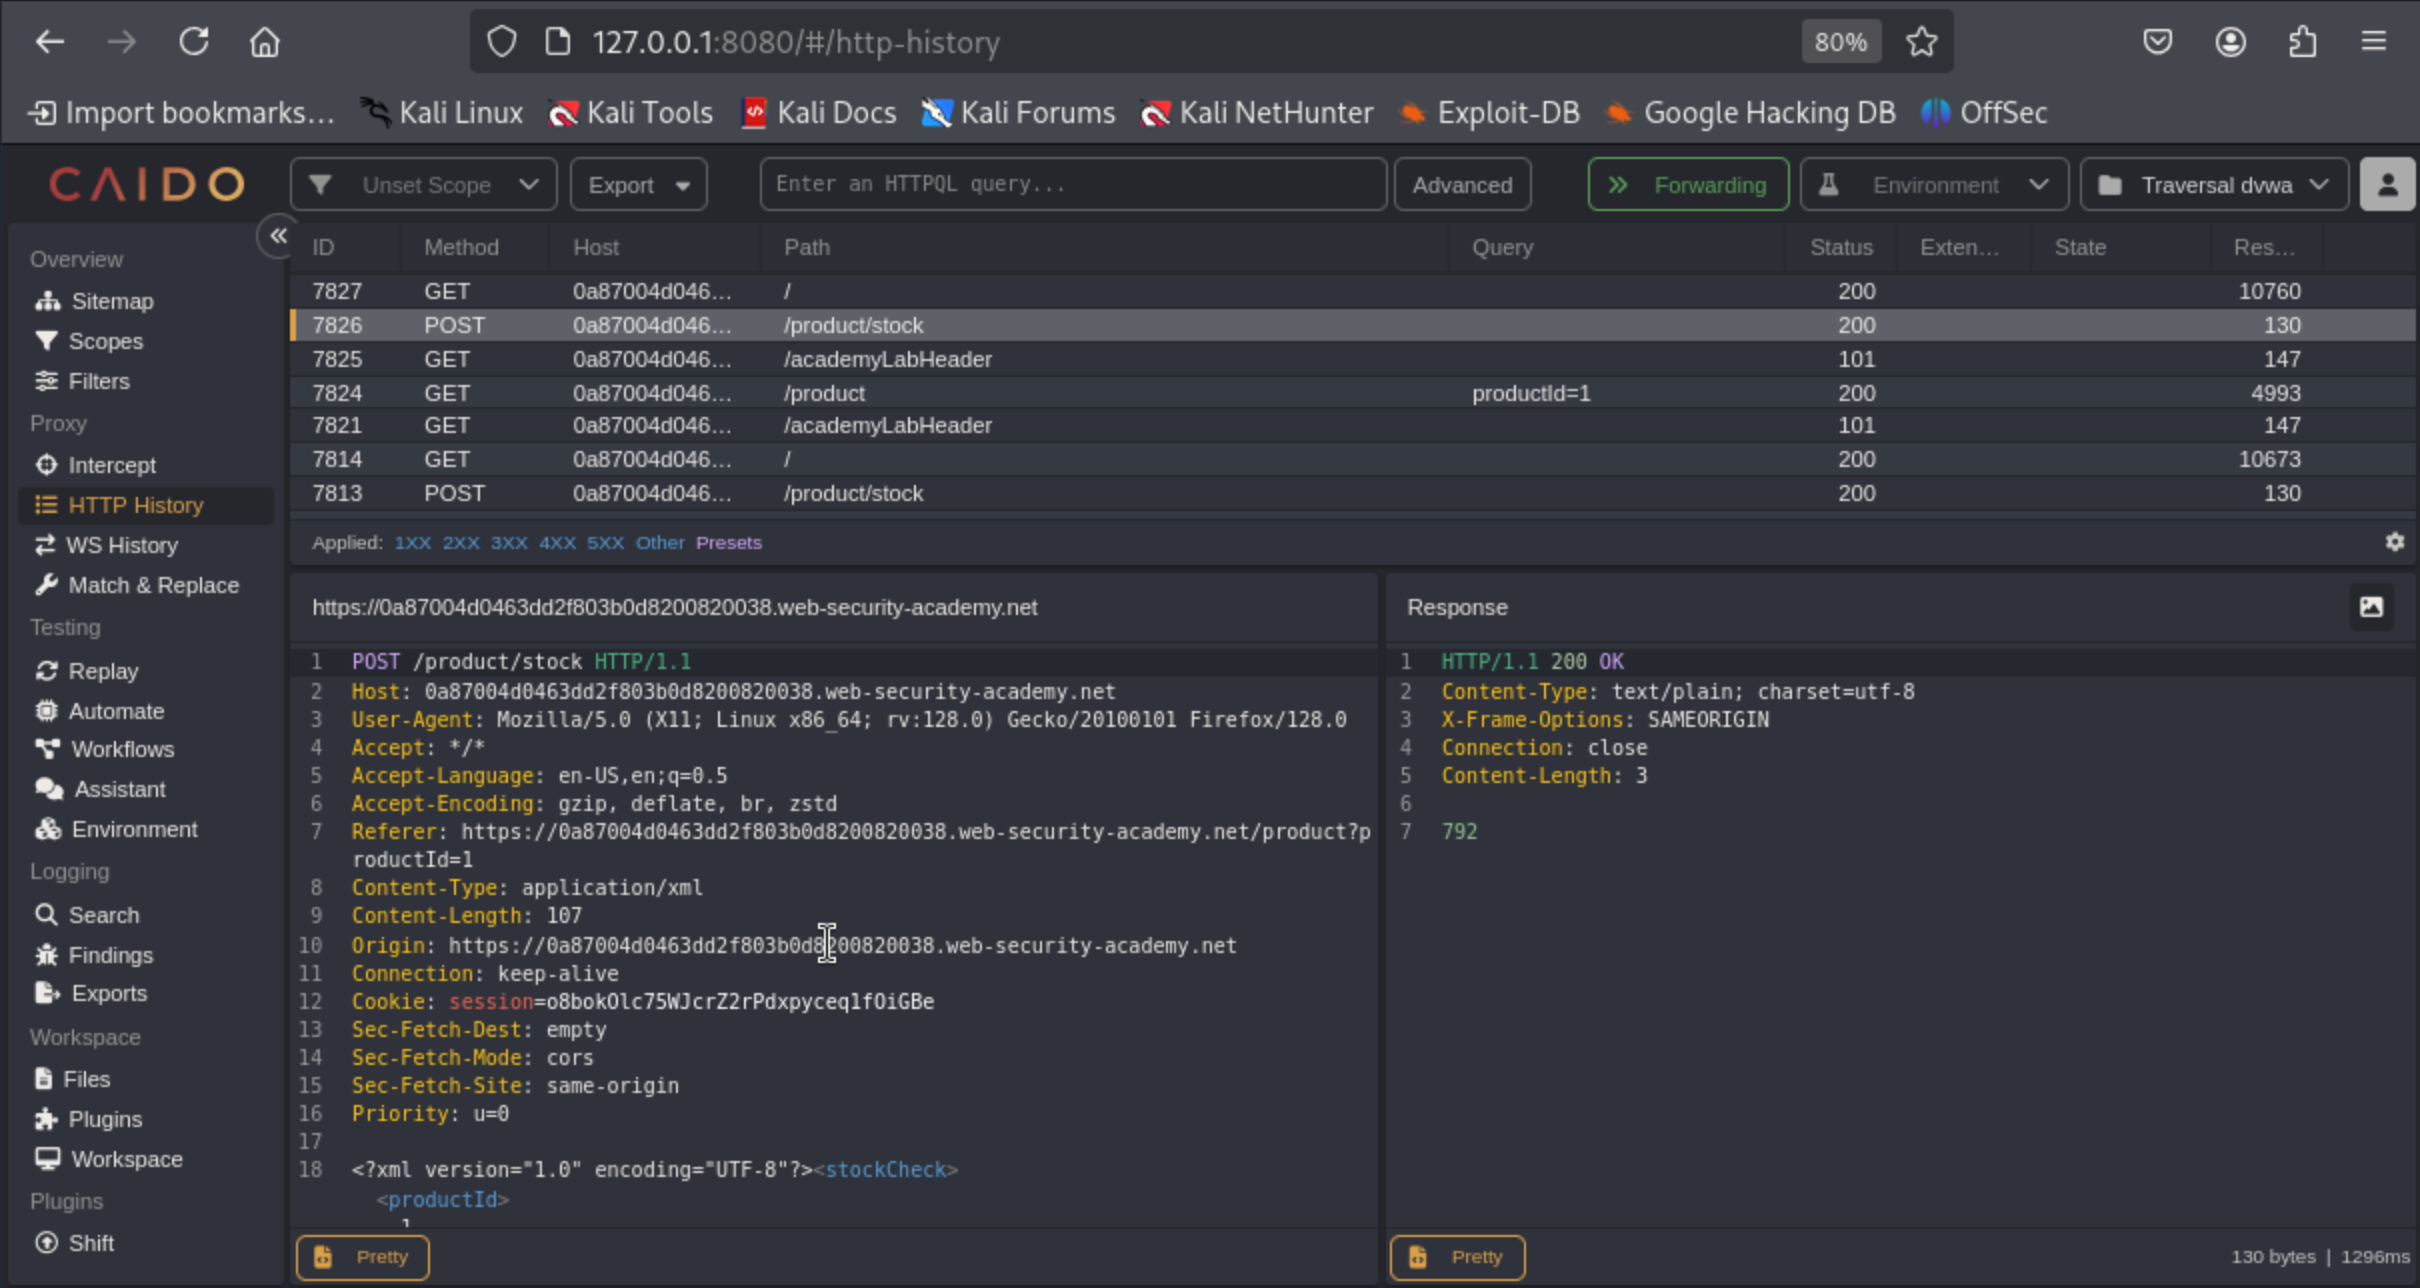 127.0.0.1:8080/#/http-history
80%
Import bookmarks...
Kali Linux
Kali Tools
Kali Docs
Kali Forums
Kali NetHunter
Exploit-DB
Google Hacking DB
OffSec
CAIDO
Unset Scope
Export
Enter an HTTPQL query...
Advanced
Forwarding
Environment
Traversal dvwa
Overview
Sitemap
Scopes
Filters
Proxy
Intercept
HTTP History
WS History
Match & Replace
Testing
Replay
Automate
Workflows
Assistant
Environment
Logging
Search
Findings
Exports
Workspace
Files
Plugins
Workspace
Plugins
Shift
ID Method Host Path Query Status Exten... State Res...
7827 GET 0a87004d046... / 200 10760
7826 POST 0a87004d046... /product/stock 200 130
7825 GET 0a87004d046... /academyLabHeader 101 147
7824 GET 0a87004d046... /product productId=1 200 4993
7821 GET 0a87004d046... /academyLabHeader 101 147
7814 GET 0a87004d046... / 200 10673
7813 POST 0a87004d046... /product/stock 200 130
Applied: 1XX 2XX 3XX 4XX 5XX Other Presets
https://0a87004d0463dd2f803b0d8200820038.web-security-academy.net
1 POST /product/stock HTTP/1.1
2 Host: 0a87004d0463dd2f803b0d8200820038.web-security-academy.net
3 User-Agent: Mozilla/5.0 (X11; Linux x86_64; rv:128.0) Gecko/20100101 Firefox/128.0
4 Accept: */*
5 Accept-Language: en-US,en;q=0.5
6 Accept-Encoding: gzip, deflate, br, zstd
7 Referer: https://0a87004d0463dd2f803b0d8200820038.web-security-academy.net/product?p
roductId=1
8 Content-Type: application/xml
9 Content-Length: 107
10 Origin: https://0a87004d0463dd2f803b0d8200820038.web-security-academy.net
11 Connection: keep-alive
12 Cookie: session=o8bokOlc75WJcrZ2rPdxpyceq1fOiGBe
13 Sec-Fetch-Dest: empty
14 Sec-Fetch-Mode: cors
15 Sec-Fetch-Site: same-origin
16 Priority: u=0
17
18 <?xml version="1.0" encoding="UTF-8"?><stockCheck>
<productId>
1
Pretty
Response
1 HTTP/1.1 200 OK
2 Content-Type: text/plain; charset=utf-8
3 X-Frame-Options: SAMEORIGIN
4 Connection: close
5 Content-Length: 3
6
7 792
Pretty
130 bytes | 1296ms